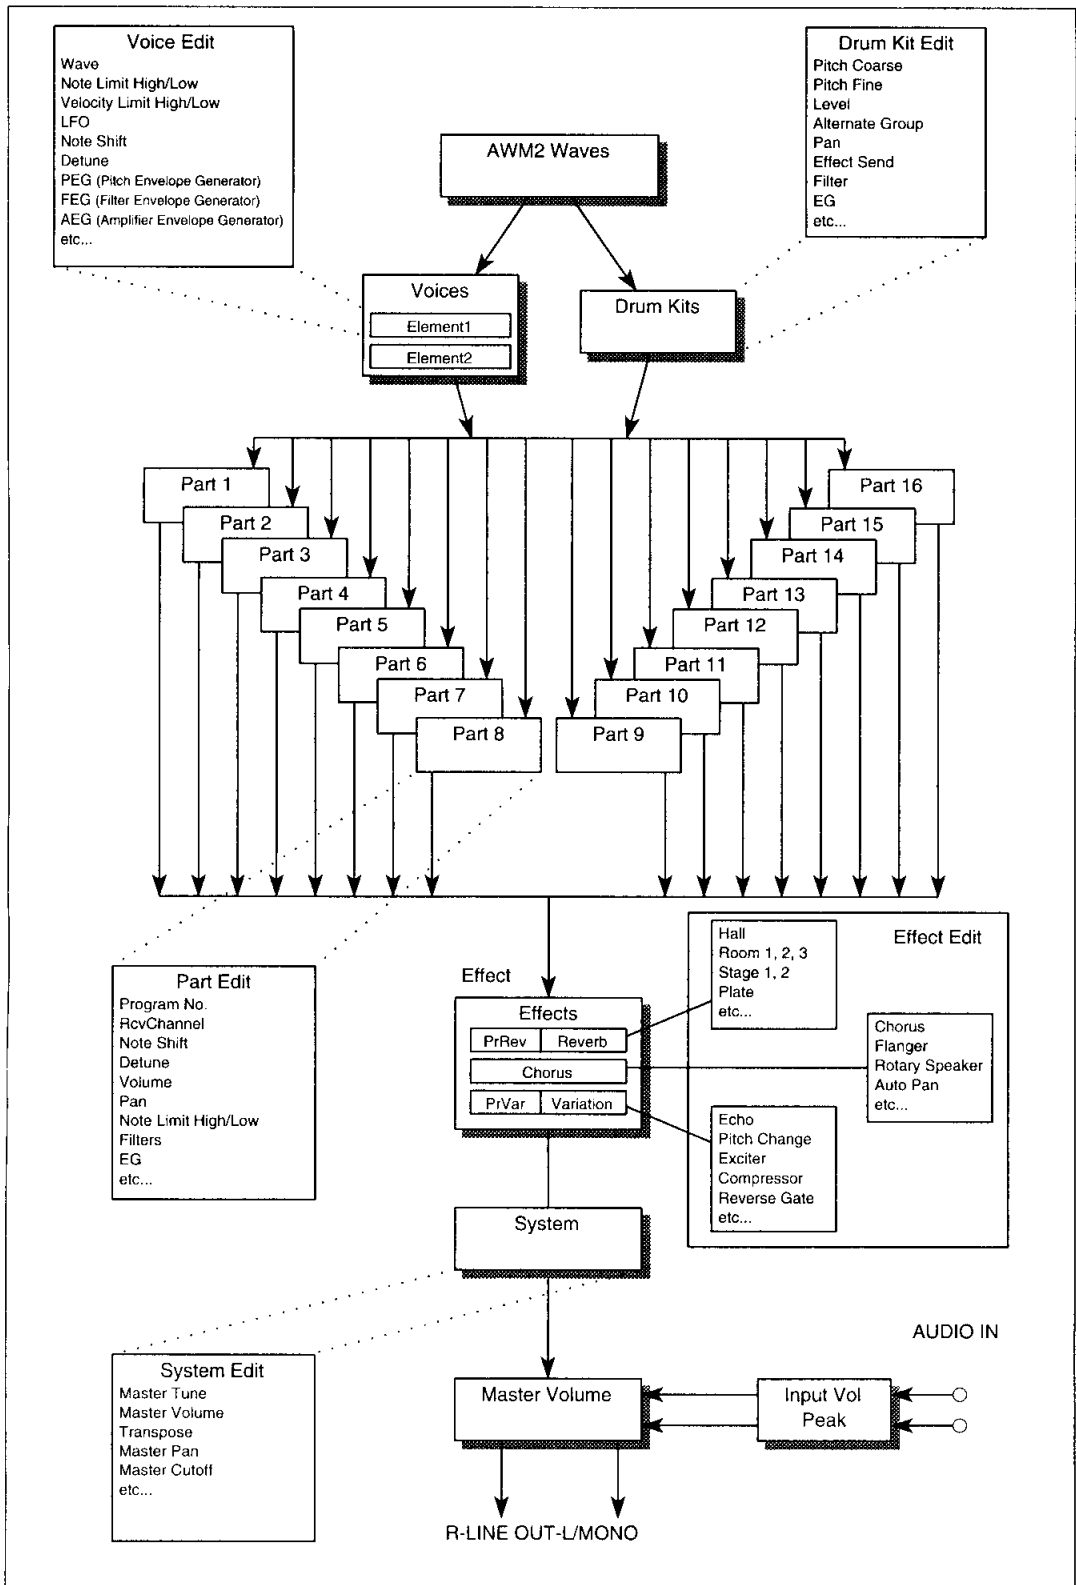 Voice Edit
Wave
Note Limit High/Low
Velocity Limit High/Low
LFO
Note Shift
Detune
PEG (Pitch Envelope Generator)
FEG (Filter Envelope Generator)
AEG (Amplifier Envelope Generator)
etc...
Drum Kit Edit
Pitch Coarse
Pitch Fine
Level
Alternate Group
Pan
Effect Send
Filter
EG
etc...
AWM2 Waves
Voices
Element1
Element2
Drum Kits
Part 1
Part 2
Part 3
Part 4
Part 5
Part 6
Part 7
Part 8
Part 16
Part 15
Part 14
Part 13
Part 12
Part 11
Part 10
Part 9
Part Edit
Program No.
RcvChannel
Note Shift
Detune
Volume
Pan
Note Limit High/Low
Filters
EG
etc...
Effect
Effects
PrRev
Reverb
Chorus
PrVar
Variation
Effect Edit
Hall
Room 1, 2, 3
Stage 1, 2
Plate
etc...
Chorus
Flanger
Rotary Speaker
Auto Pan
etc...
Echo
Pitch Change
Exciter
Compressor
Reverse Gate
etc...
System
System Edit
Master Tune
Master Volume
Transpose
Master Pan
Master Cutoff
etc...
AUDIO IN
Master Volume
Input Vol
Peak
R-LINE OUT-L/MONO